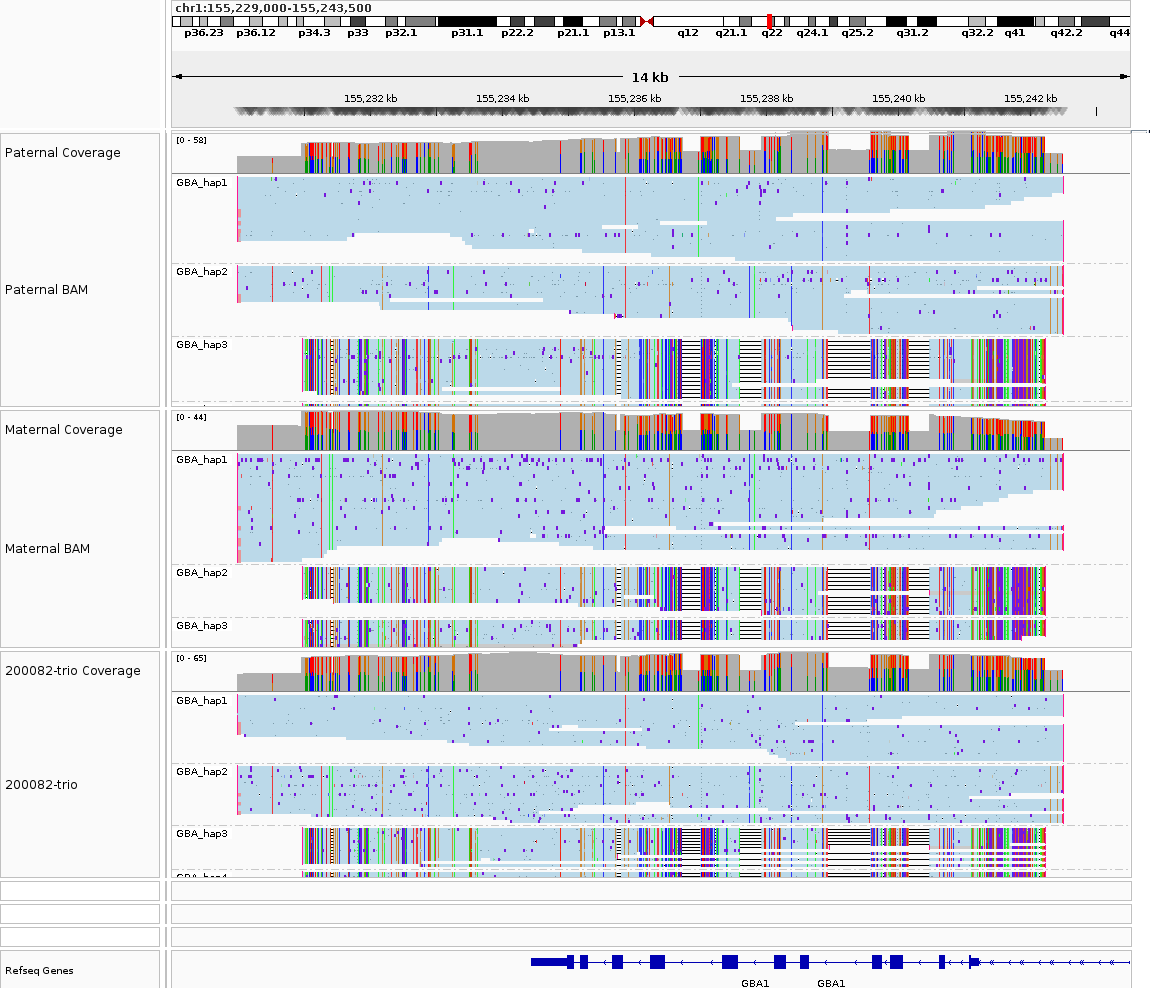 chr1:155,229,000-155,243,500
p36.23 p36.12 p34.3 p33 p32.1 p31.1 p22.2 p21.1 p13.1 q12 q21.1 q22 q24.1 q25.2 q31.2 q32.2 q41 q42.2 q44
14 kb
155,232 kb 155,234 kb 155,236 kb 155,238 kb 155,240 kb 155,242 kb
Paternal Coverage
[0 - 58]
GBA_hap1
Paternal BAM
GBA_hap2
GBA_hap3
Maternal Coverage
[0 - 44]
GBA_hap1
Maternal BAM
GBA_hap2
GBA_hap3
200082-trio Coverage
[0 - 65]
GBA_hap1
200082-trio
GBA_hap2
GBA_hap3
Refseq Genes
GBA1 GBA1